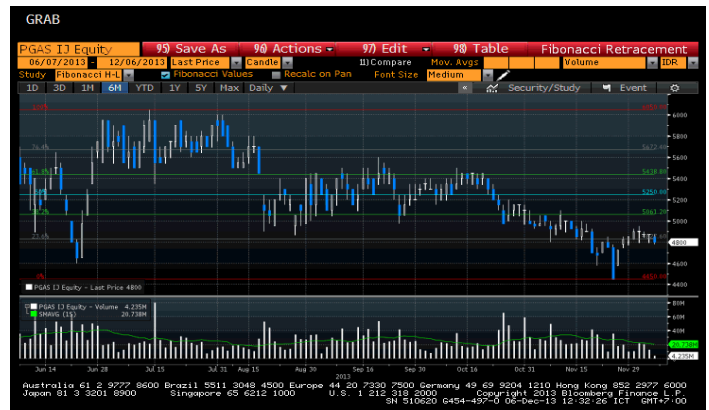 GRAB
PGAS IJ Equity 95) Save As 96) Actions 97) Edit 98) Table Fibonacci Retracement
06/07/2013 - 12/06/2013 Last Price Candle 11) Compare Mov. Avgs Volume IDR
Study Fibonacci H-L Fibonacci Values Recalc on Pan Font Size Medium
1D 3D 1M 6M YTD 1Y 5Y Max Daily ▼ « Security/Study Event
6000
5800
76.4% 5672.40
5600
5438.80
5400
5250.00
5200
5061.20
5000
23.6%
4800
4600
0%
4400
PGAS IJ Equity - Last Price 4800
PGAS IJ Equity - Volume 4.235M
SMAVG (15) 20.738M
80M
60M
40M
20.738M
4.235M
Jun 14 Jun 28 Jul 15 Jul 31 Aug 15 Aug 30 Sep 16 Sep 30 Oct 16 Oct 31 Nov 15 Nov 29
2013
Australia 61 2 9777 8600 Brazil 5511 3048 4500 Europe 44 20 7330 7500 Germany 49 69 9204 1210 Hong Kong 852 2977 6000
Japan 81 3 3201 8900 Singapore 65 6212 1000 U.S. 1 212 318 2000 Copyright 2013 Bloomberg Finance L.P.
SN 510620 G454-497-0 06-Dec-13 12:32:26 ICT GMT+7:00